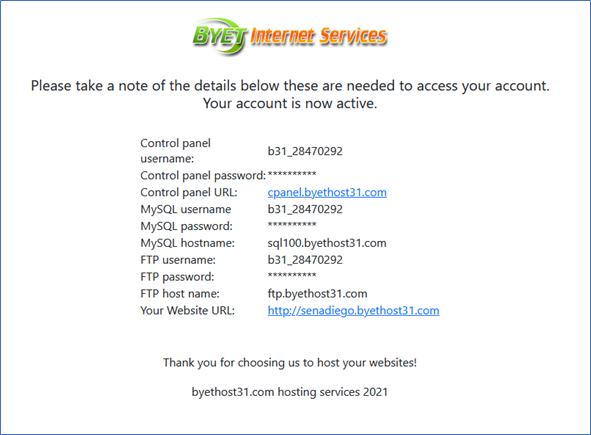 BYET Internet Services
Please take a note of the details below these are needed to access your account.
Your account is now active.
Control panel
username: b31_28470292
Control panel password: **********
Control panel URL: cpanel.byethost31.com
MySQL username b31_28470292
MySQL password: **********
MySQL hostname: sql100.byethost31.com
FTP username: b31_28470292
FTP password: **********
FTP host name: ftp.byethost31.com
Your Website URL: http://senadiego.byethost31.com
Thank you for choosing us to host your websites!
byethost31.com hosting services 2021